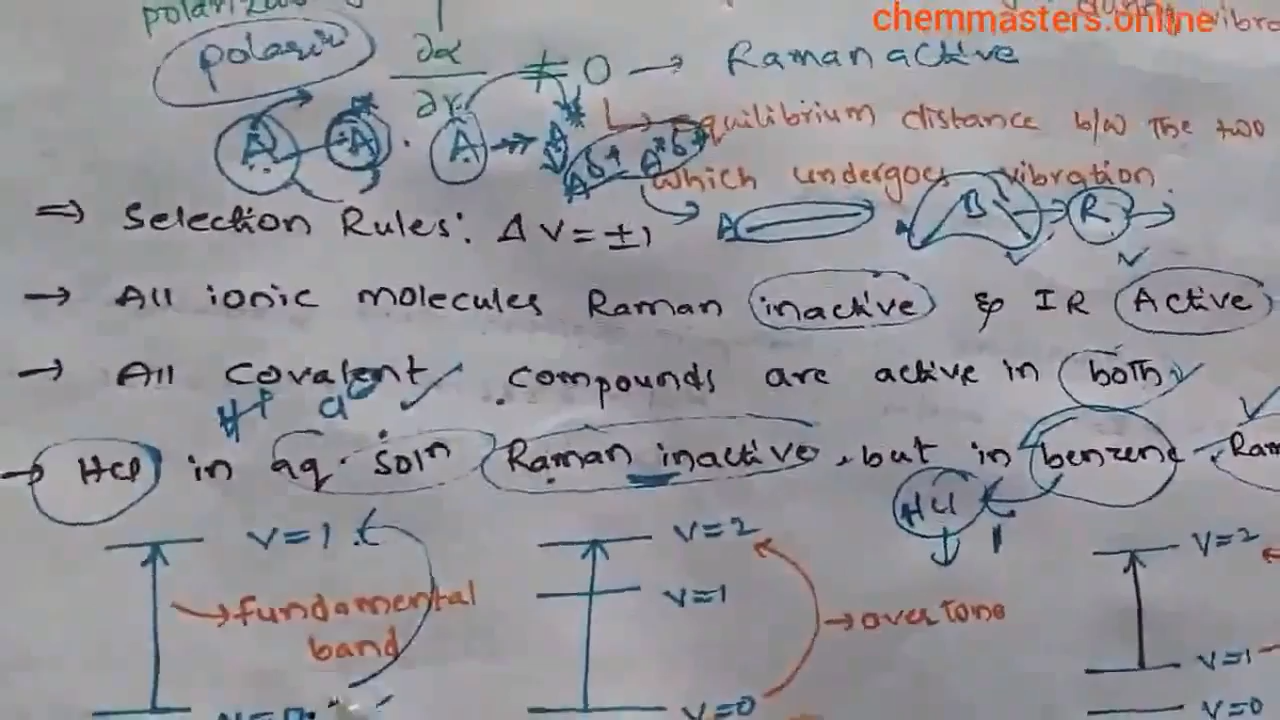 chemmasters.online
∂α/∂r ≠ 0 → Raman active
A A . A
equilibrium distance b/w The two
which undergoes vibration.
⇒ Selection Rules: Δv = ±1 A B R
→ All ionic molecules Raman inactive & IR Active
→ All covalent compounds are active in both
→ HCl in aq. soln Raman inactive, but in benzene
HCl
v=1 v=2 v=2
fundamental v=1 → overtone
band v=1
v=0 v=0